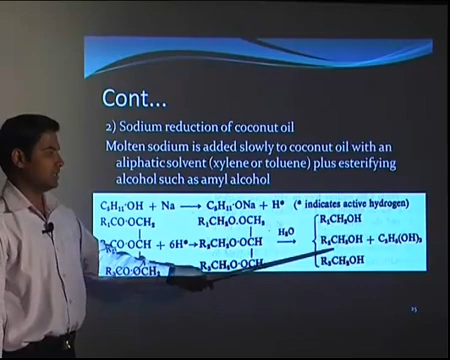 Cont...
2) Sodium reduction of coconut oil
Molten sodium is added slowly to coconut oil with an
aliphatic solvent (xylene or toluene) plus esterifying
alcohol such as amyl alcohol
C₅H₁₁·OH + Na ⟶ C₅H₁₁·ONa + H* (* indicates active hydrogen)
R₁CO·OCH₂ R₁CH₂O.OCH₂ R₁CH₂OH
CO·OCH + 6H* → R₂CH₂O·OCH H₂O ⟶ R₂CH₂OH + C₃H₅(OH)₃
R₃CO·OCH₂ R₃CH₂O·OCH R₃CH₂OH